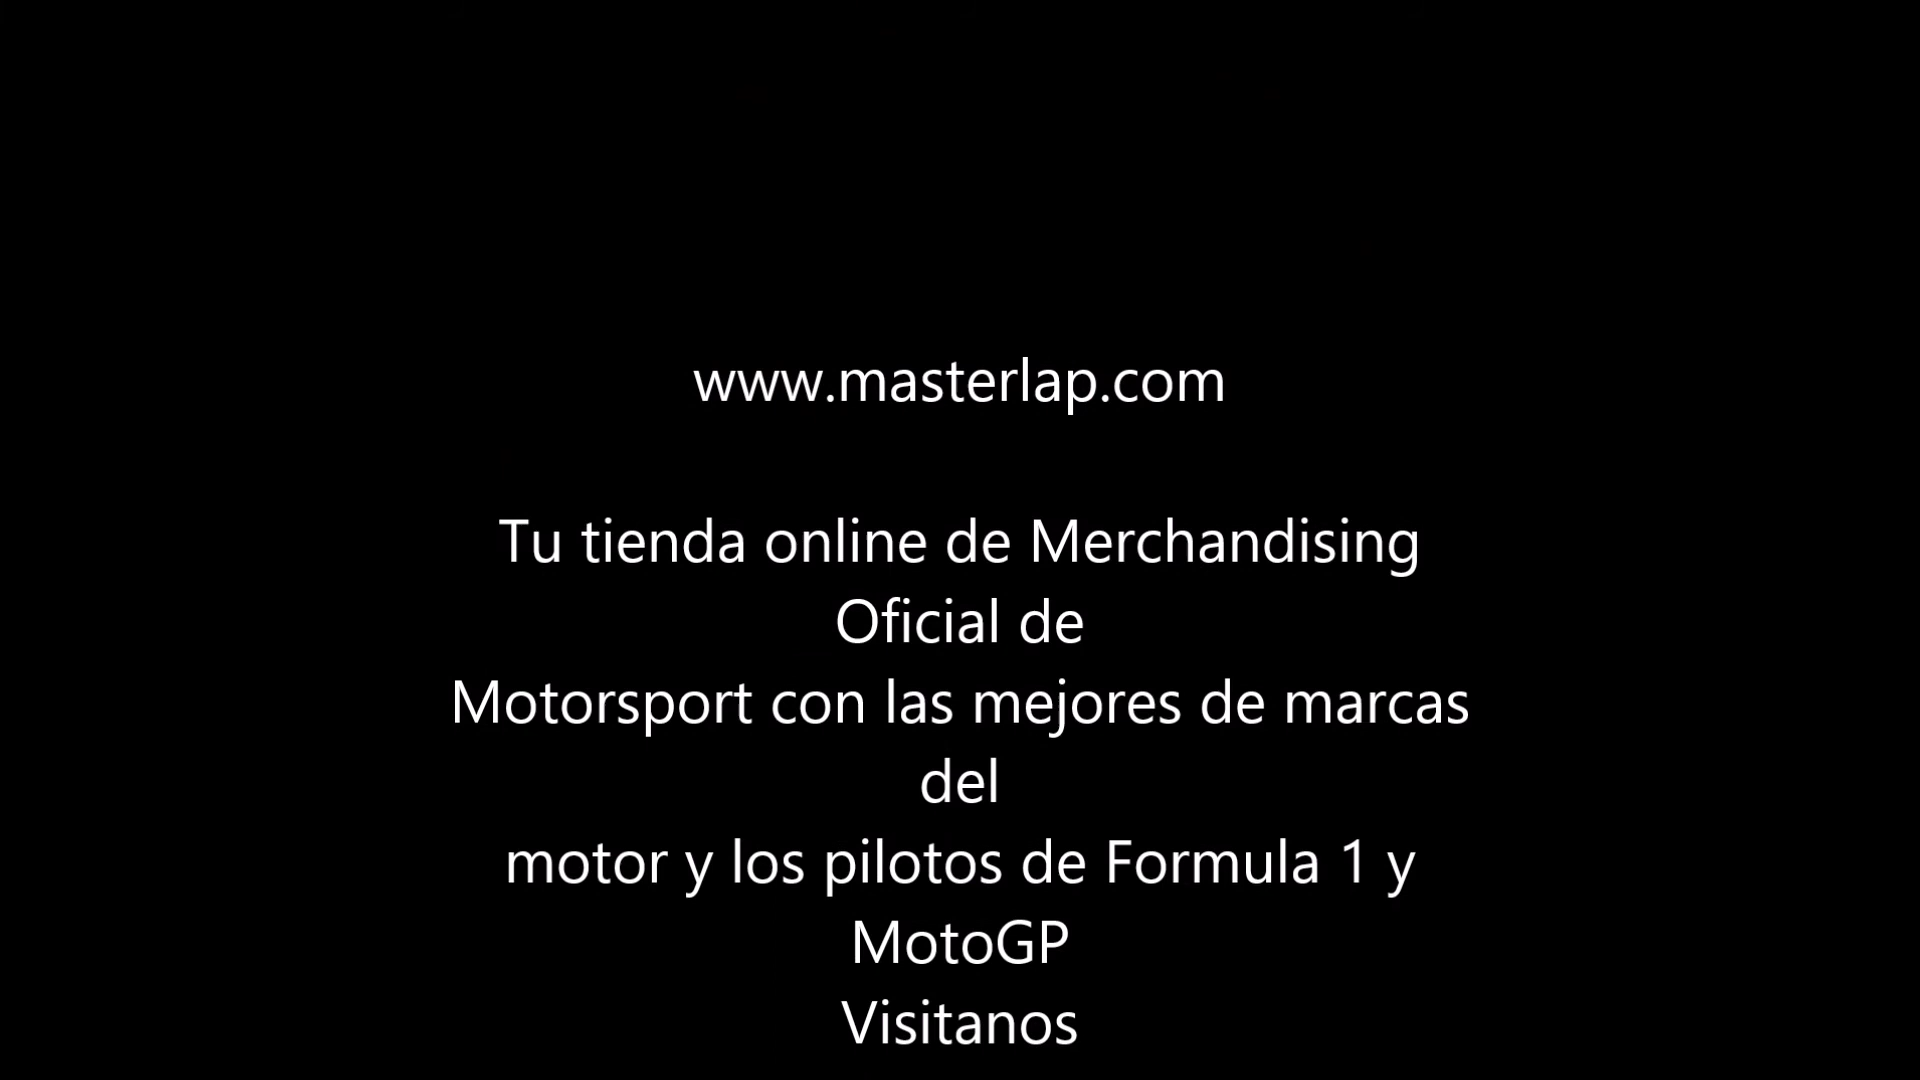 www.masterlap.com
Tu tienda online de Merchandising
Oficial de
Motorsport con las mejores de marcas
del
motor y los pilotos de Formula 1 y
MotoGP
Visitanos